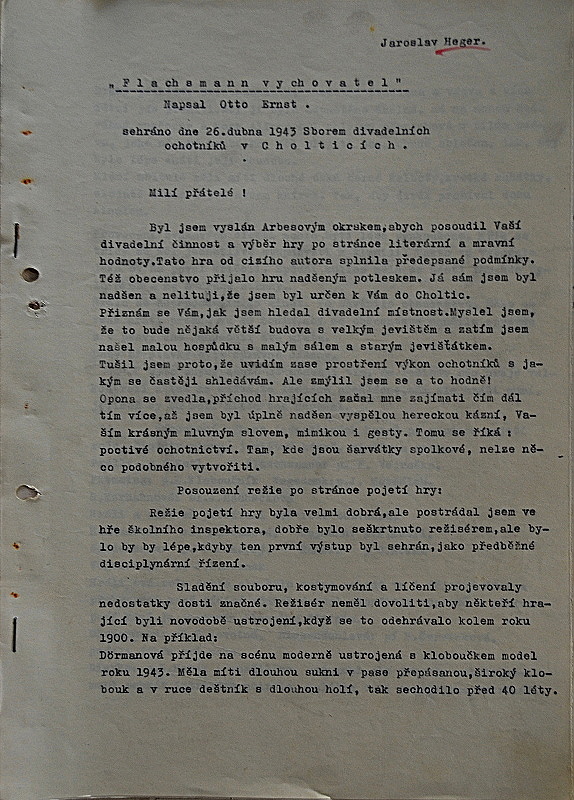 Jaroslav Heger.
„Flachsmann vychovatel"
Napsal Otto Ernst .
sehráno dne 26.dubna 1943 Sborem divadelních
ochotníků v Cholticích.
Milí přátelé !
Byl jsem vyslán Arbesovým okrskem,abych posoudil Vaší
divadelní činnost a výběr hry po stránce literární a mravní
hodnoty.Tato hra od cizího autora splnila předepsané podmínky.
Též obecenstvo přijalo hru nadšeným potleskem. Já sám jsem byl
nadšen a nelituji,že jsem byl určen k Vám do Choltic.
Přiznám se Vám,jak jsem hledal divadelní místnost.Myslel jsem,
že to bude nějaká větší budova s velkým jevištěm a zatím jsem
našel malou hospůdku s malým sálem a starým jevišťátkem.
Tušil jsem proto,že uvidím zase prostření výkon ochotníků s ja-
kým se častěji shledávám. Ale zmýlil jsem se a to hodně!
Opona se zvedla,příchod hrajících začal mne zajímati čím dál
tím více,až jsem byl úplně nadšen vyspělou hereckou kázní, Va-
ším krásným mluvným slovem, mimikou i gesty. Tomu se říká :
poctivé ochotnictví. Tam, kde jsou šarvátky spolkové, nelze ně-
co podobného vytvořiti.
Posouzení režie po stránce pojetí hry:
Režie pojetí hry byla velmi dobrá,ale postrádal jsem ve
hře školního inspektora, dobře bylo seškrtnuto režisérem,ale by-
lo by by lépe,kdyby ten první výstup byl sehrán,jako předběžné
disciplynární řízení.
Sladění souboru, kostymování a líčení projevovaly
nedostatky dosti značné. Režisér neměl dovoliti,aby někteří hra-
jící byli novodobě ustrojení,když se to odehrávalo kolem roku
1900. Na příklad:
Dörmanová příjde na scénu moderně ustrojená s kloboučkem model
roku 1943. Měla míti dlouhou sukni v pase přepásanou,široký klo-
bouk a v ruce deštník s dlouhou holí, tak sechodilo před 40 léty.